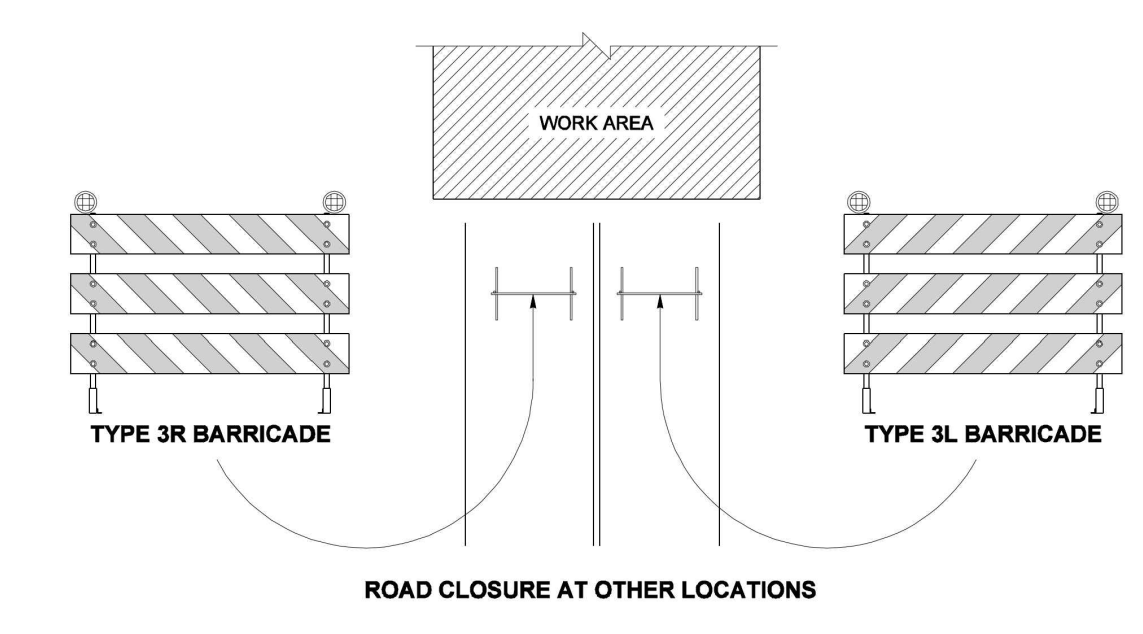 WORK AREA
TYPE 3R BARRICADE
TYPE 3L BARRICADE
ROAD CLOSURE AT OTHER LOCATIONS